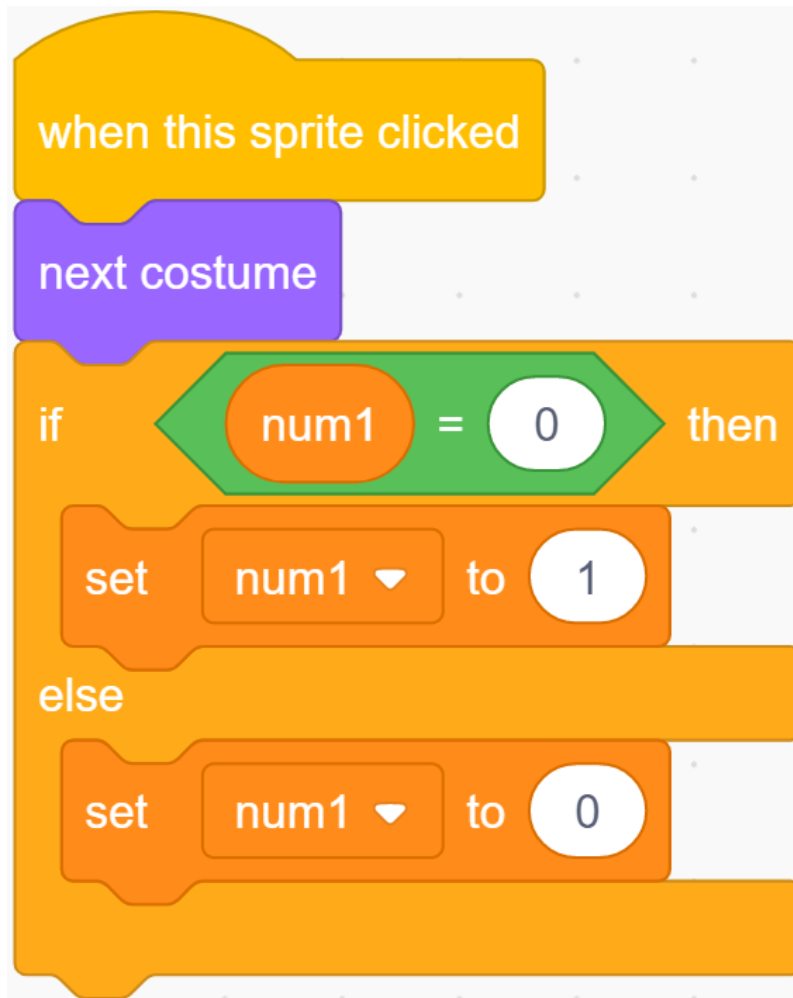 when this sprite clicked
next costume
if num1 = 0 then
set num1 to 1
else
set num1 to 0